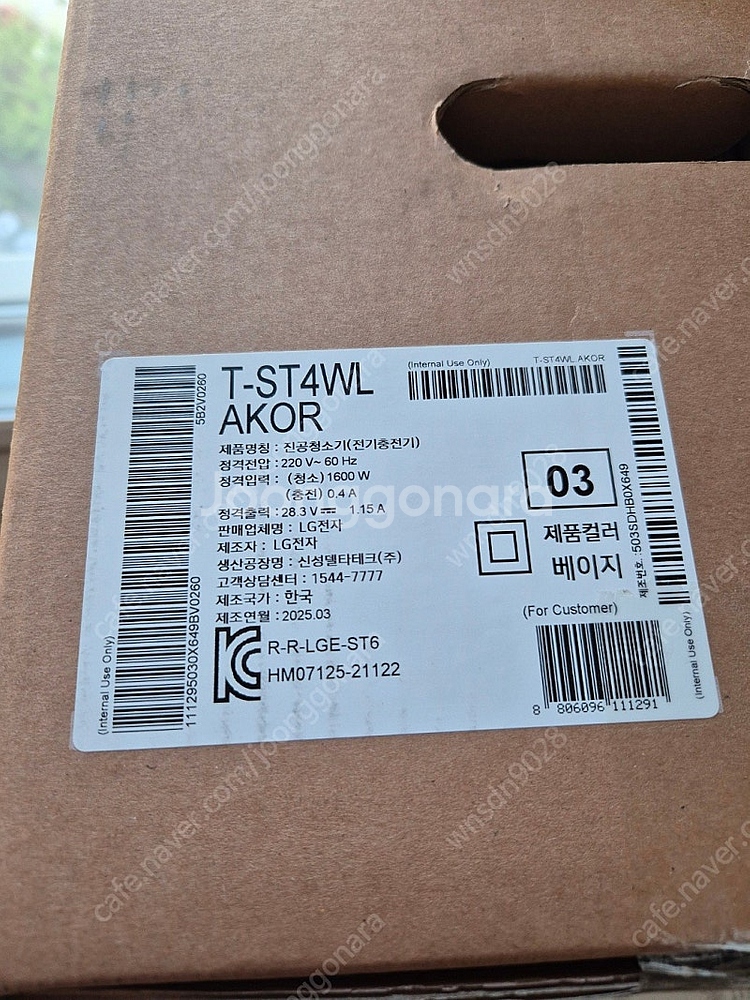 T-ST4WL
AKOR
제품명칭 : 진공청소기(전기충전기)
정격전압 : 220 V~ 60 Hz
정격입력 : (청소) 1600 W
(충전) 0.4 A
정격출력 : 28.3 V 1.15 A
판매업체명 : LG전자
제조자 : LG전자
생산공장명 : 신성델타테크(주)
고객상담센터 : 1544-7777
제조국가 : 한국
제조연월 : 2025.03
R-R-LGE-ST6
HM07125-21122
(Internal Use Only)
T-ST4WL.AKOR
03
제품컬러
베이지
(For Customer)
8 806096 111291
5B2V0260
111295030X649BV0260
(Internal Use Only)
제조번호: 503SDHB0X649
(Internal Use Only)
Joonggonara
cafe.naver.com/joonggonara
wnsdn9028